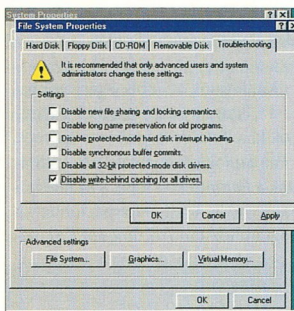 System Properties
File System Properties
Hard Disk Floppy Disk CD-ROM Removable Disk Troubleshooting
It is recommended that only advanced users and system
administrators change these settings.
Settings
Disable new file sharing and locking semantics.
Disable long name preservation for old programs.
Disable protected-mode hard disk interrupt handling.
Disable synchronous buffer commits.
Disable all 32-bit protected-mode disk drivers.
Disable write-behind caching for all drives.
OK Cancel Apply
Advanced settings
File System... Graphics... Virtual Memory...
OK Cancel